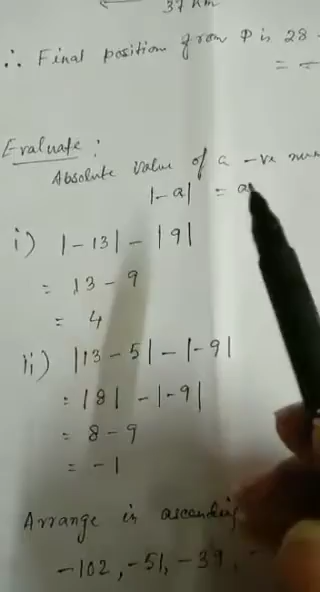 37 km
∴ Final position from P is 28
=
Evaluate :
Absolute value of a -ve
|-a| = a
i) |-13| - |9|
= 13 - 9
= 4
ii) |13 - 5| - |-9|
= |8| - |-9|
= 8 - 9
= -1
Arrange in ascending
-102, -51, -39,